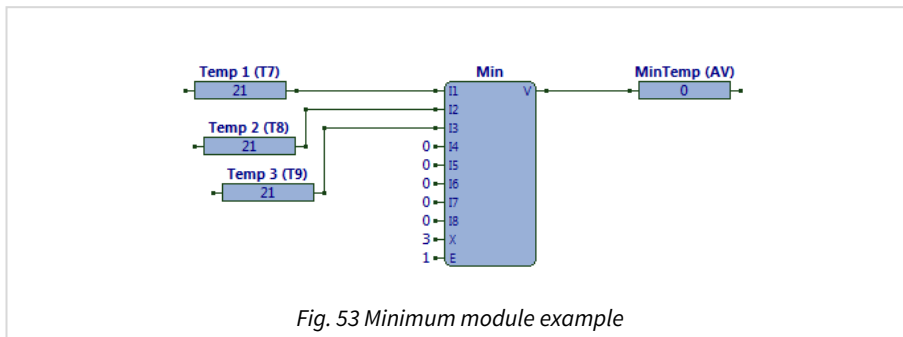 Temp 1 (T7)
21
Temp 2 (T8)
21
Temp 3 (T9)
21
Min
I1 V
I2
I3
0 I4
0 I5
0 I6
0 I7
0 I8
3 X
1 E
MinTemp (AV)
0
Fig. 53 Minimum module example